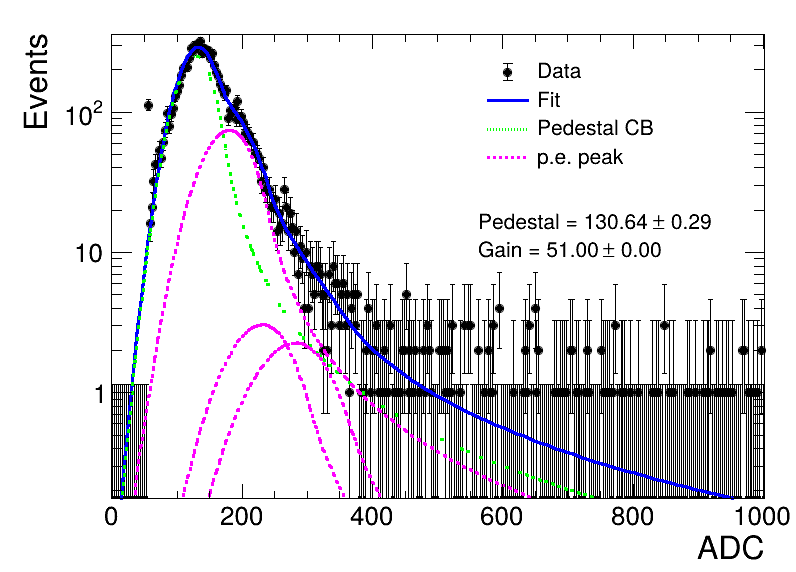 Events
Data
Fit
Pedestal CB
p.e. peak
Pedestal = 130.64 ± 0.29
Gain = 51.00 ± 0.00
10²
10
1
0 200 400 600 800 1000
ADC